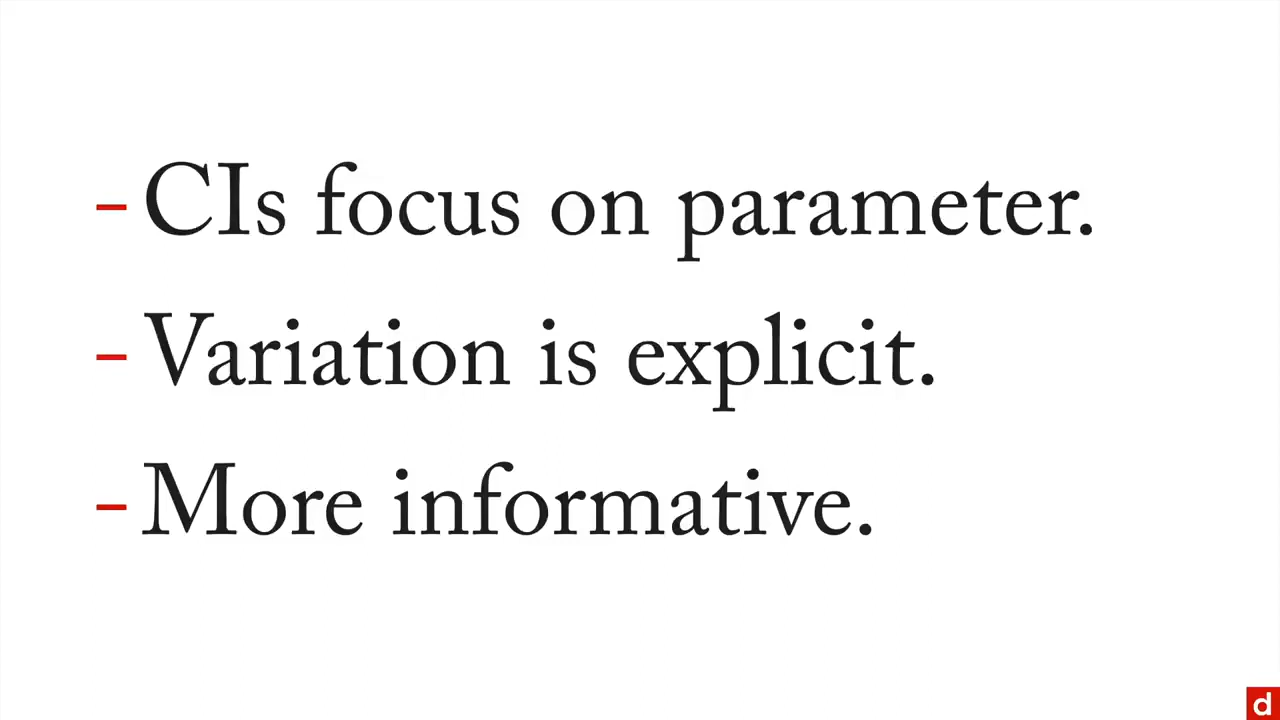 - CIs focus on parameter.
- Variation is explicit.
- More informative.
d